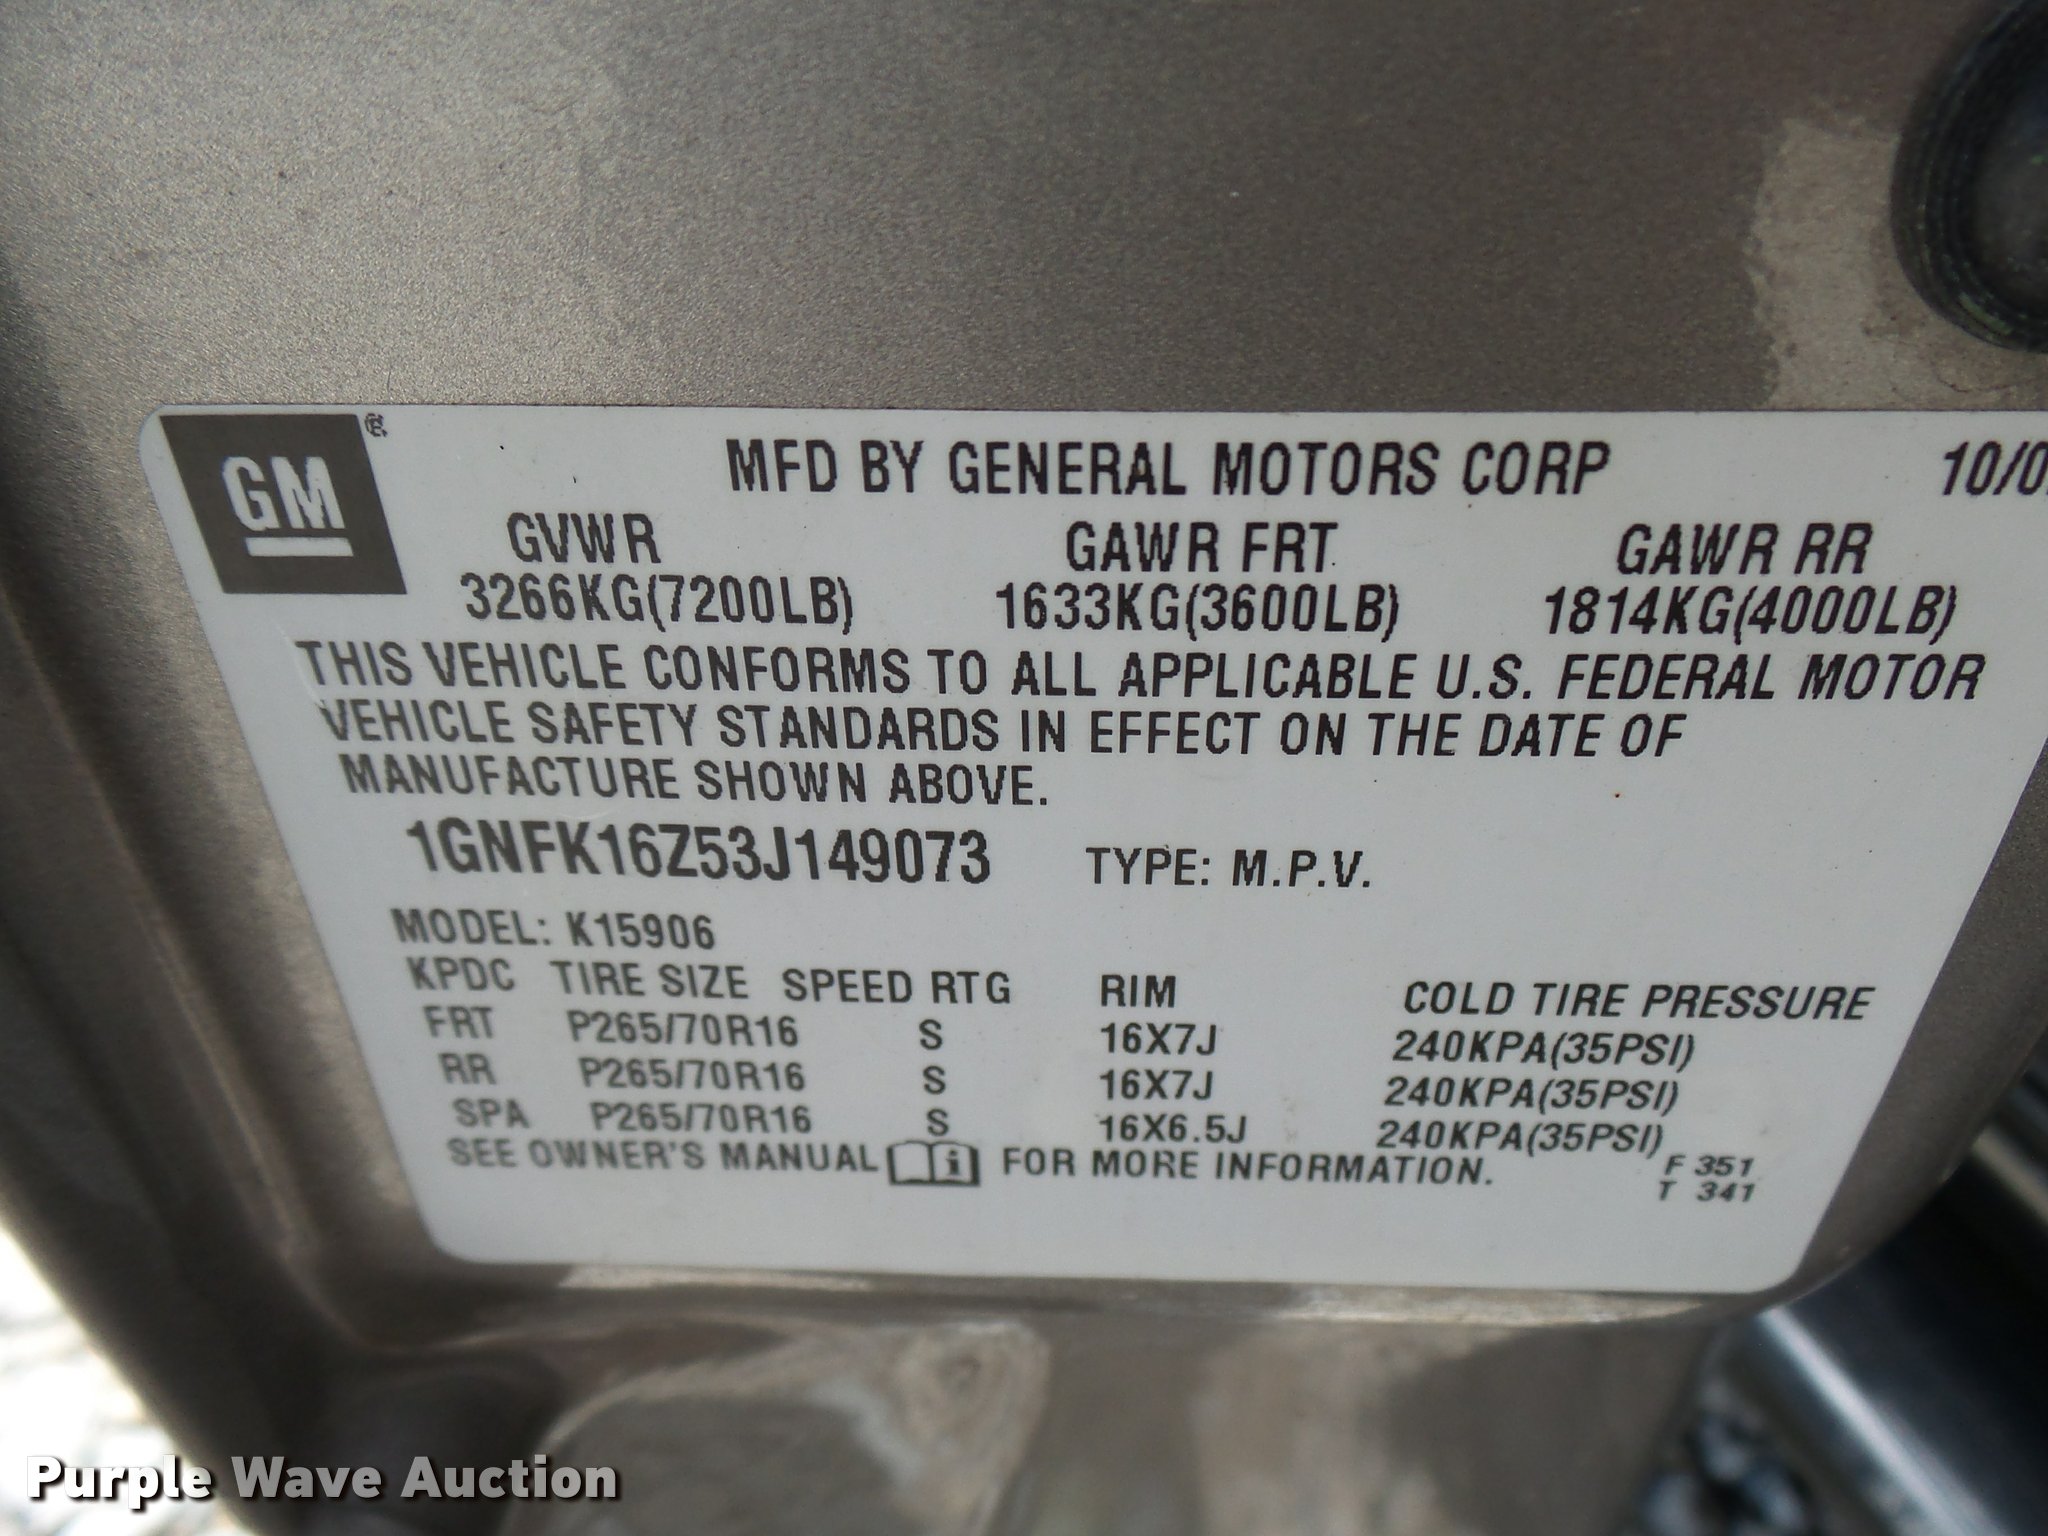 GM
®
MFD BY GENERAL MOTORS CORP 10/0
GVWR GAWR FRT GAWR RR
3266KG(7200LB) 1633KG(3600LB) 1814KG(4000LB)
THIS VEHICLE CONFORMS TO ALL APPLICABLE U.S. FEDERAL MOTOR
VEHICLE SAFETY STANDARDS IN EFFECT ON THE DATE OF
MANUFACTURE SHOWN ABOVE.
1GNFK16Z53J149073 TYPE: M.P.V.
MODEL: K15906
KPDC TIRE SIZE SPEED RTG RIM COLD TIRE PRESSURE
FRT P265/70R16 S 16X7J 240KPA(35PSI)
RR P265/70R16 S 16X7J 240KPA(35PSI)
SPA P265/70R16 S 16X6.5J 240KPA(35PSI)
SEE OWNER'S MANUAL i FOR MORE INFORMATION.
F 351
T 341
Purple Wave Auction